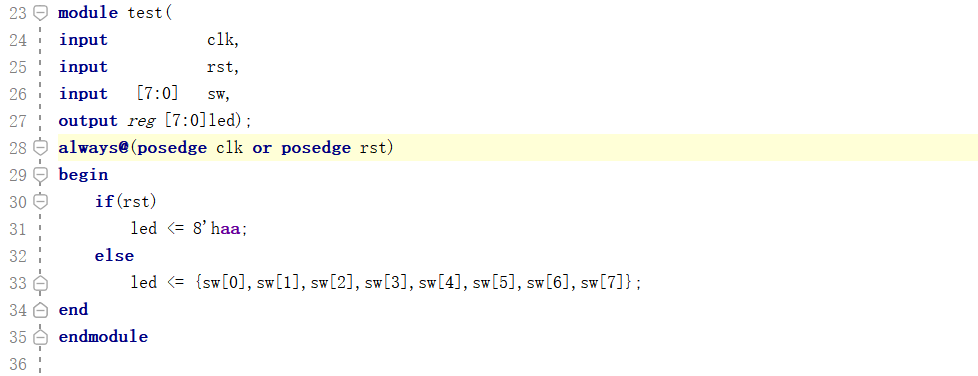 23 module test(
24 input clk,
25 input rst,
26 input [7:0] sw,
27 output reg [7:0]led);
28 always@(posedge clk or posedge rst)
29 begin
30 if(rst)
31 led <= 8'haa;
32 else
33 led <= {sw[0],sw[1],sw[2],sw[3],sw[4],sw[5],sw[6],sw[7]};
34 end
35 endmodule
36